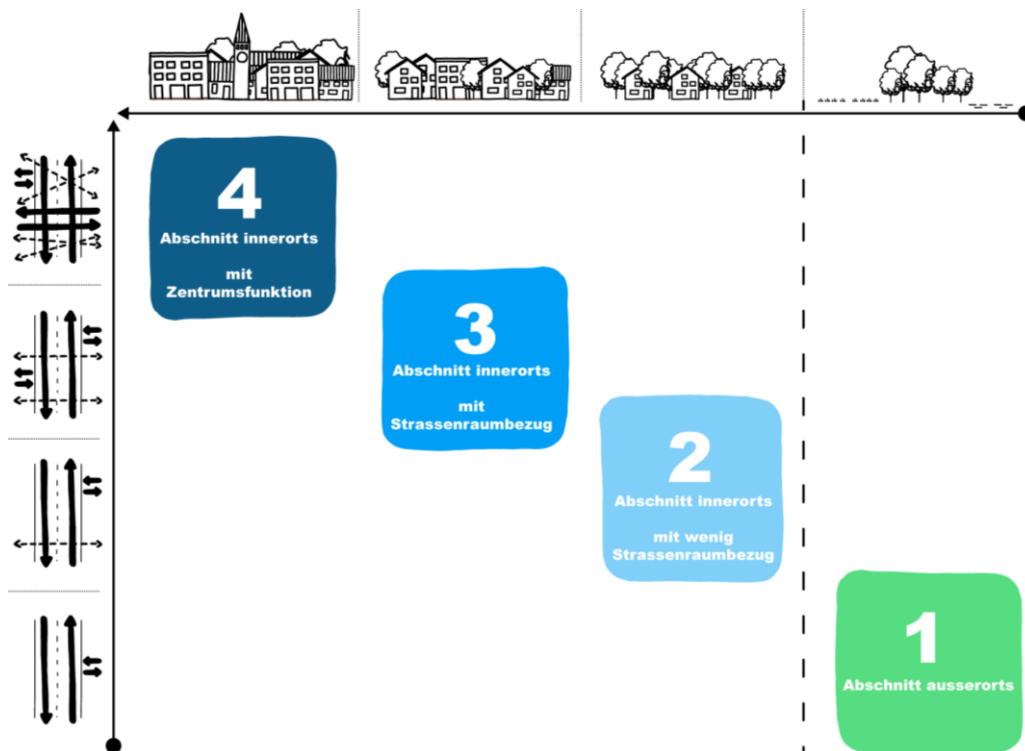 4
Abschnitt innerorts
mit
Zentrumsfunktion
3
Abschnitt innerorts
mit
Strassenraumbezug
2
Abschnitt innerorts
mit wenig
Strassenraumbezug
1
Abschnitt ausserorts